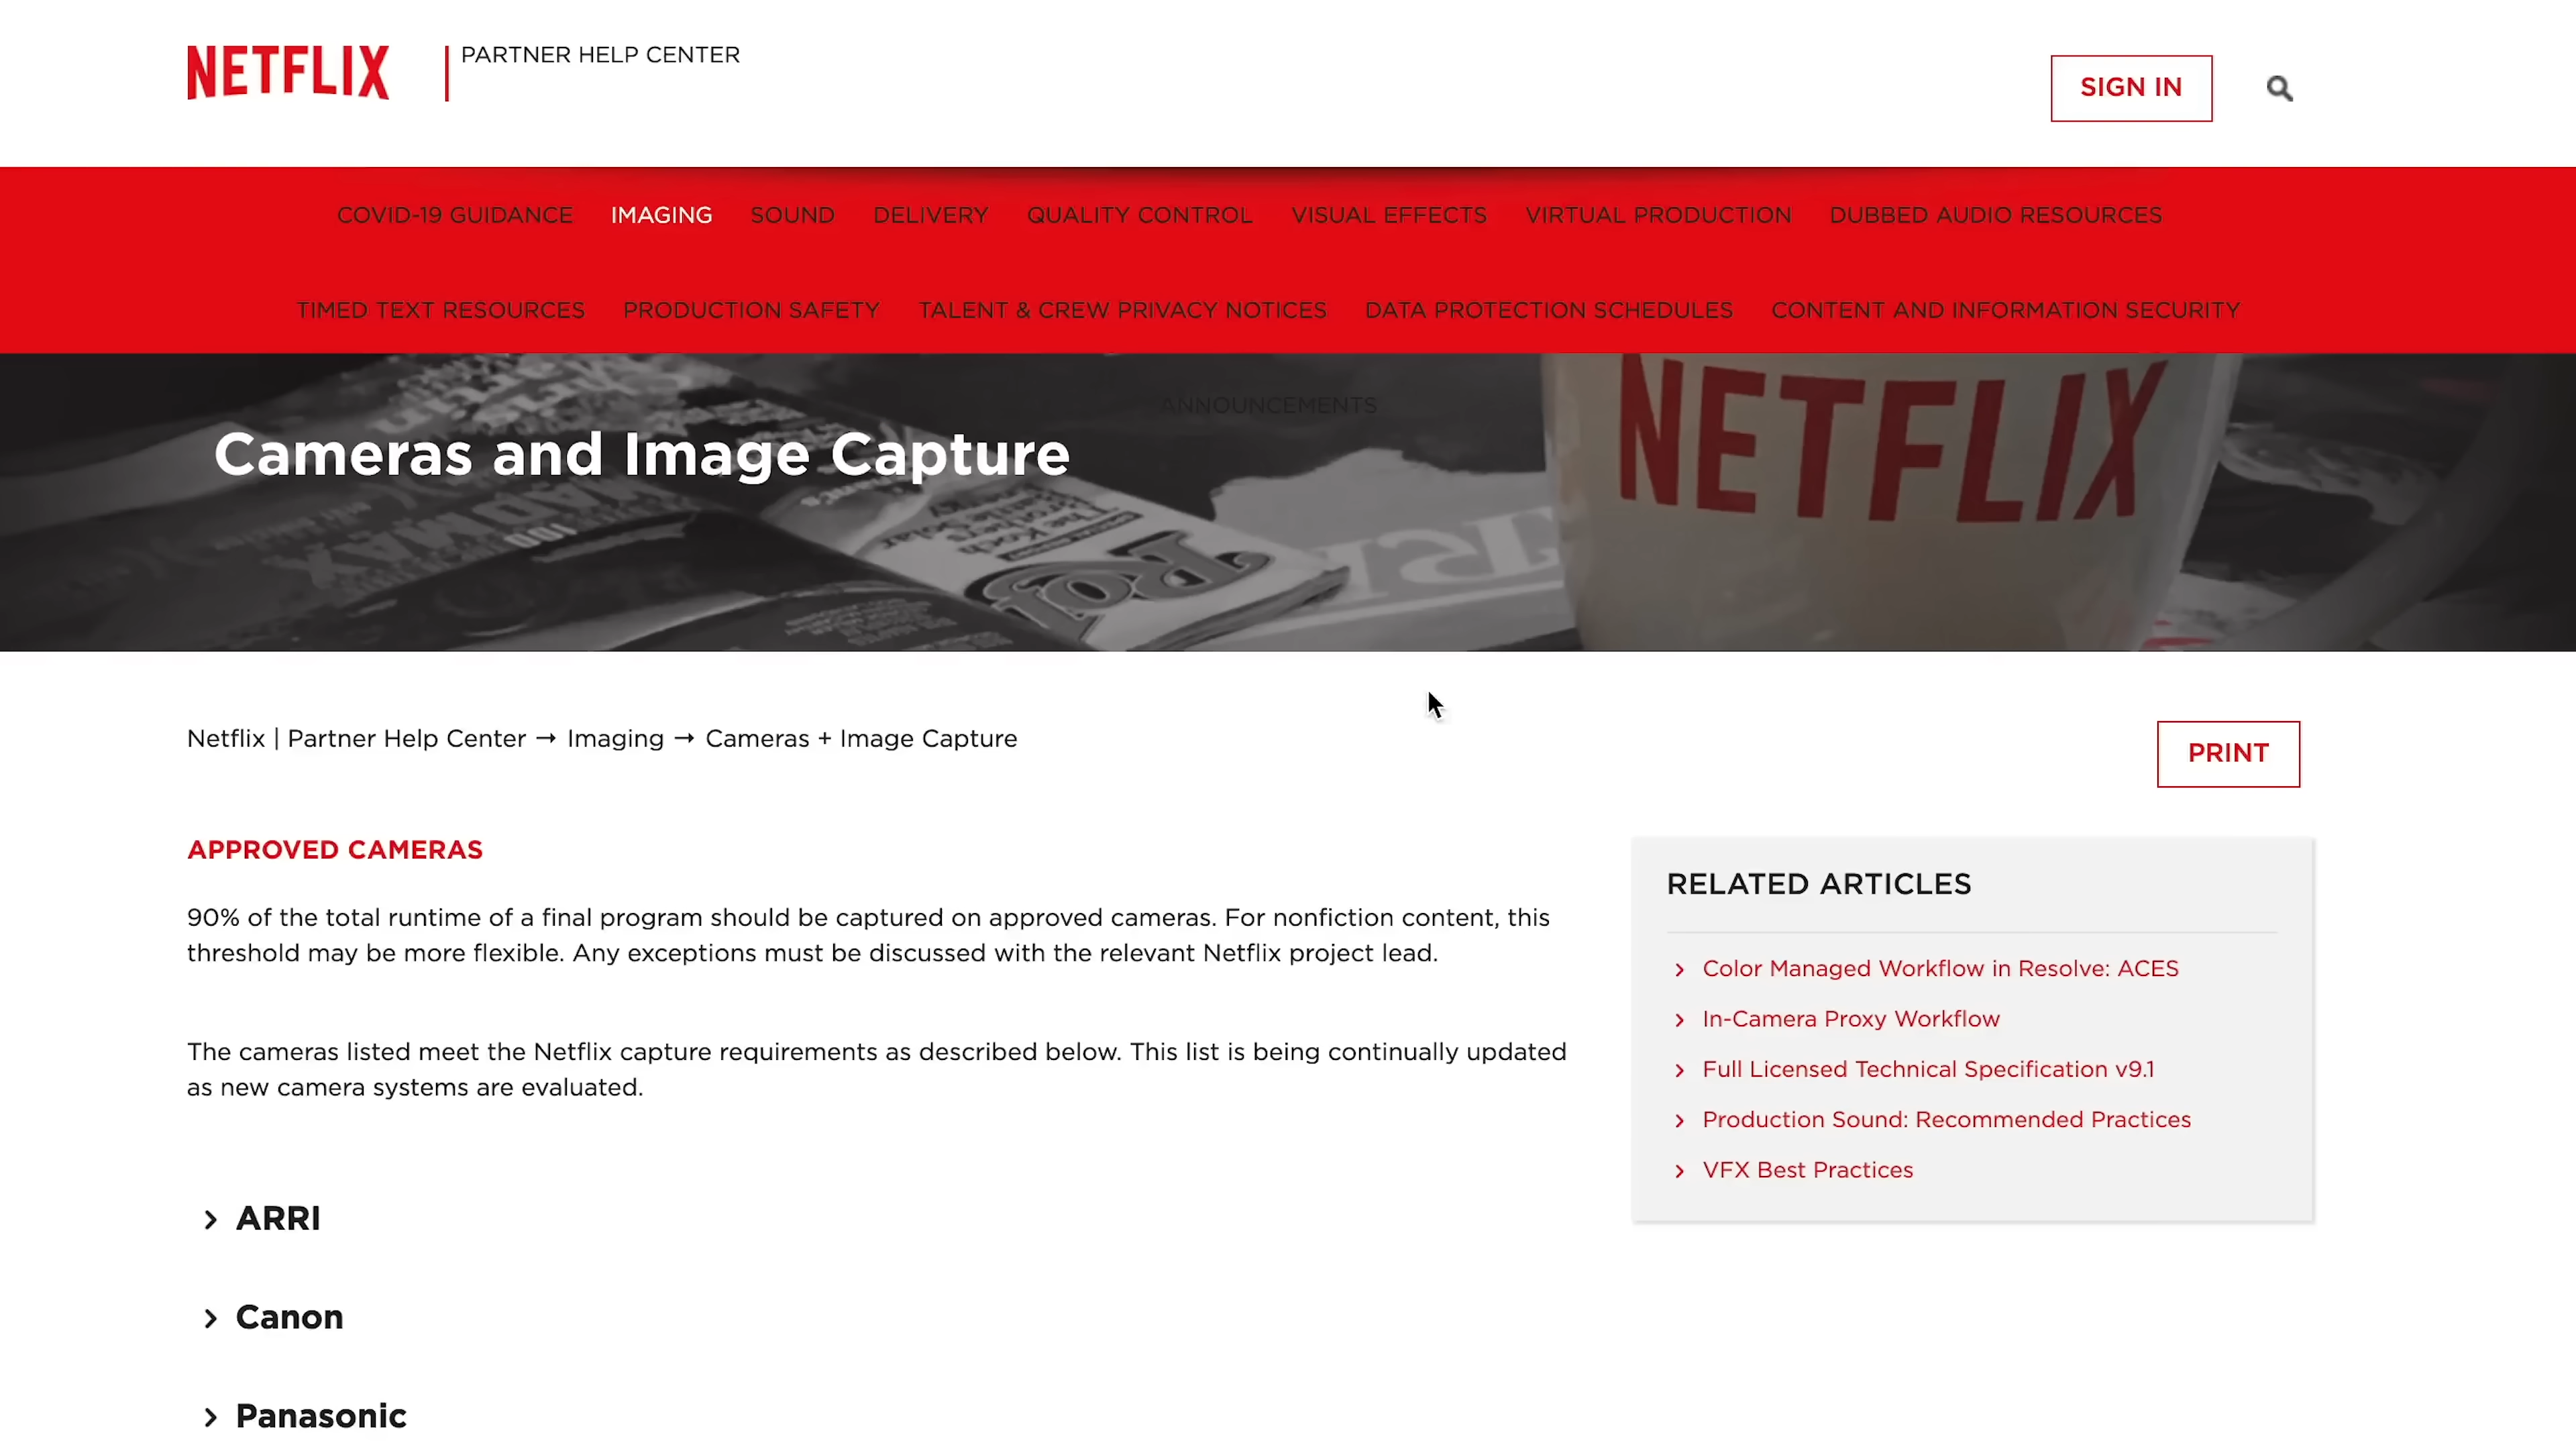 NETFLIX
PARTNER HELP CENTER
SIGN IN
COVID-19 GUIDANCE IMAGING SOUND DELIVERY QUALITY CONTROL VISUAL EFFECTS VIRTUAL PRODUCTION DUBBED AUDIO RESOURCES
TIMED TEXT RESOURCES PRODUCTION SAFETY TALENT & CREW PRIVACY NOTICES DATA PROTECTION SCHEDULES CONTENT AND INFORMATION SECURITY
ANNOUNCEMENTS
NETFLIX
Cameras and Image Capture
Netflix | Partner Help Center → Imaging → Cameras + Image Capture
PRINT
APPROVED CAMERAS
90% of the total runtime of a final program should be captured on approved cameras. For nonfiction content, this
threshold may be more flexible. Any exceptions must be discussed with the relevant Netflix project lead.
The cameras listed meet the Netflix capture requirements as described below. This list is being continually updated
as new camera systems are evaluated.
› ARRI
› Canon
› Panasonic
RELATED ARTICLES
› Color Managed Workflow in Resolve: ACES
› In-Camera Proxy Workflow
› Full Licensed Technical Specification v9.1
› Production Sound: Recommended Practices
› VFX Best Practices